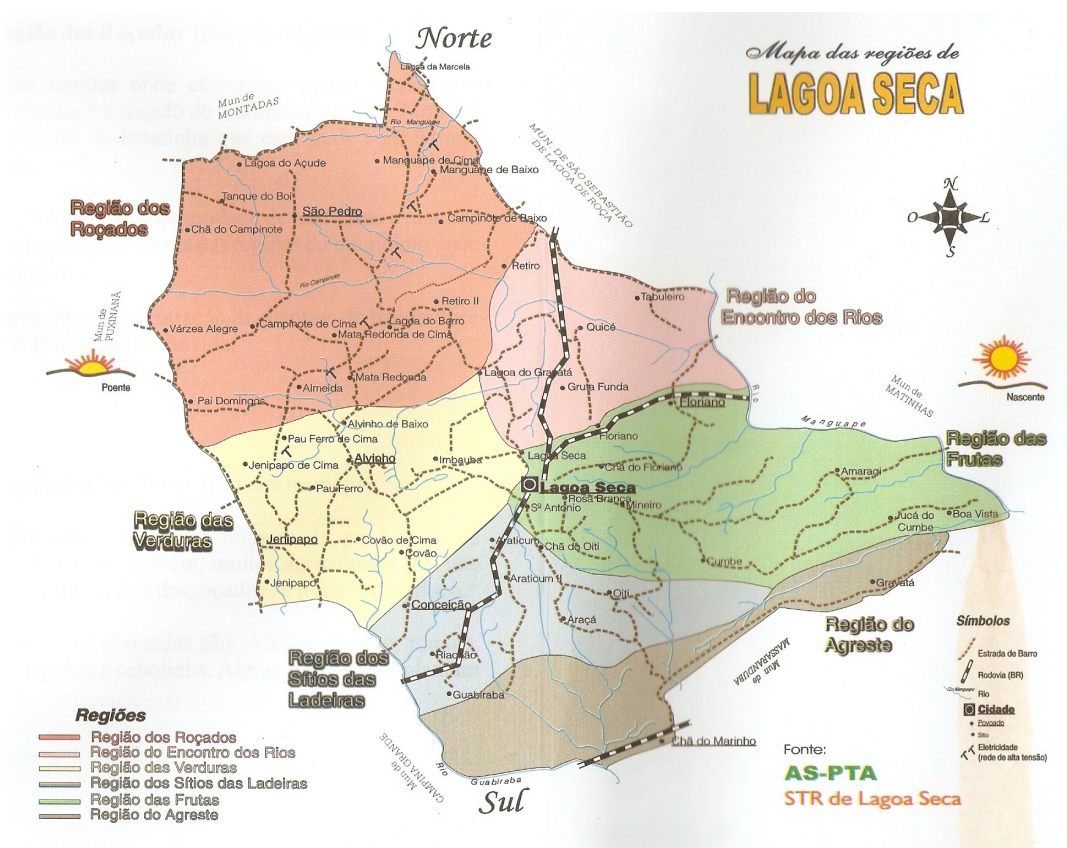 Norte
Mapa das regiões de
LAGOA SECA
Lagoa da Marcela
Mun de
MONTADAS
Rio Manguape
MUN. DE SÃO SEBASTIÃO
DE LAGOA DE ROÇA
Lagoa do Açude
Manguape de Cima
Manguape de Baixo
Tanque do Boi
São Pedro
Campinote de Baixo
Chã do Campinote
Região dos
Roçados
N
O
L
S
Retiro
Rio Campinote
Retiro II
Tabuleiro
Região do
Encontro dos Rios
Mun de
PUXINANÃ
Várzea Alegre
Campinote de Cima
Lagoa do Barro
Mata Redonda de Cima
Quicé
Poente
Nascente
Almeida
Mata Redonda
Lagoa do Gravatá
Gruta Funda
Pai Domingos
Floriano
Rio
Manguape
Mun de
MATINHAS
Alvinho de Baixo
Pau Ferro de Cima
Floriano
Região das
Frutas
Jenipapo de Cima
Alvinho
Imbauba
Lagoa Seca
Chã do Floriano
Amaragi
Pau Ferro
Lagoa Seca
Rosa Branca
Mineiro
Sº Antonio
Jucá do
Cumbe
Boa Vista
Região das
Verduras
Jenipapo
Covão de Cima
Covão
Araticum
Chã do Oiti
Cumbe
Jenipapo
Araticum II
Oiti
Gravatá
Conceição
Araçá
Região do
Agreste
Mun de
MASSARANDUBA
Região dos
Sítios das
Ladeiras
Riachão
Guabiraba
Chã do Marinho
Mun de
CAMPINA GRANDE
Rio
Guabiraba
Sul
Símbolos
Estrada de Barro
Rodovia (BR)
Rio Manguape
Rio
Cidade
Povoado
Sítio
Eletricidade
(rede de alta tensão)
Regiões
Região dos Roçados
Região do Encontro dos Rios
Região das Verduras
Região dos Sítios das Ladeiras
Região das Frutas
Região do Agreste
Fonte:
AS-PTA
STR de Lagoa Seca